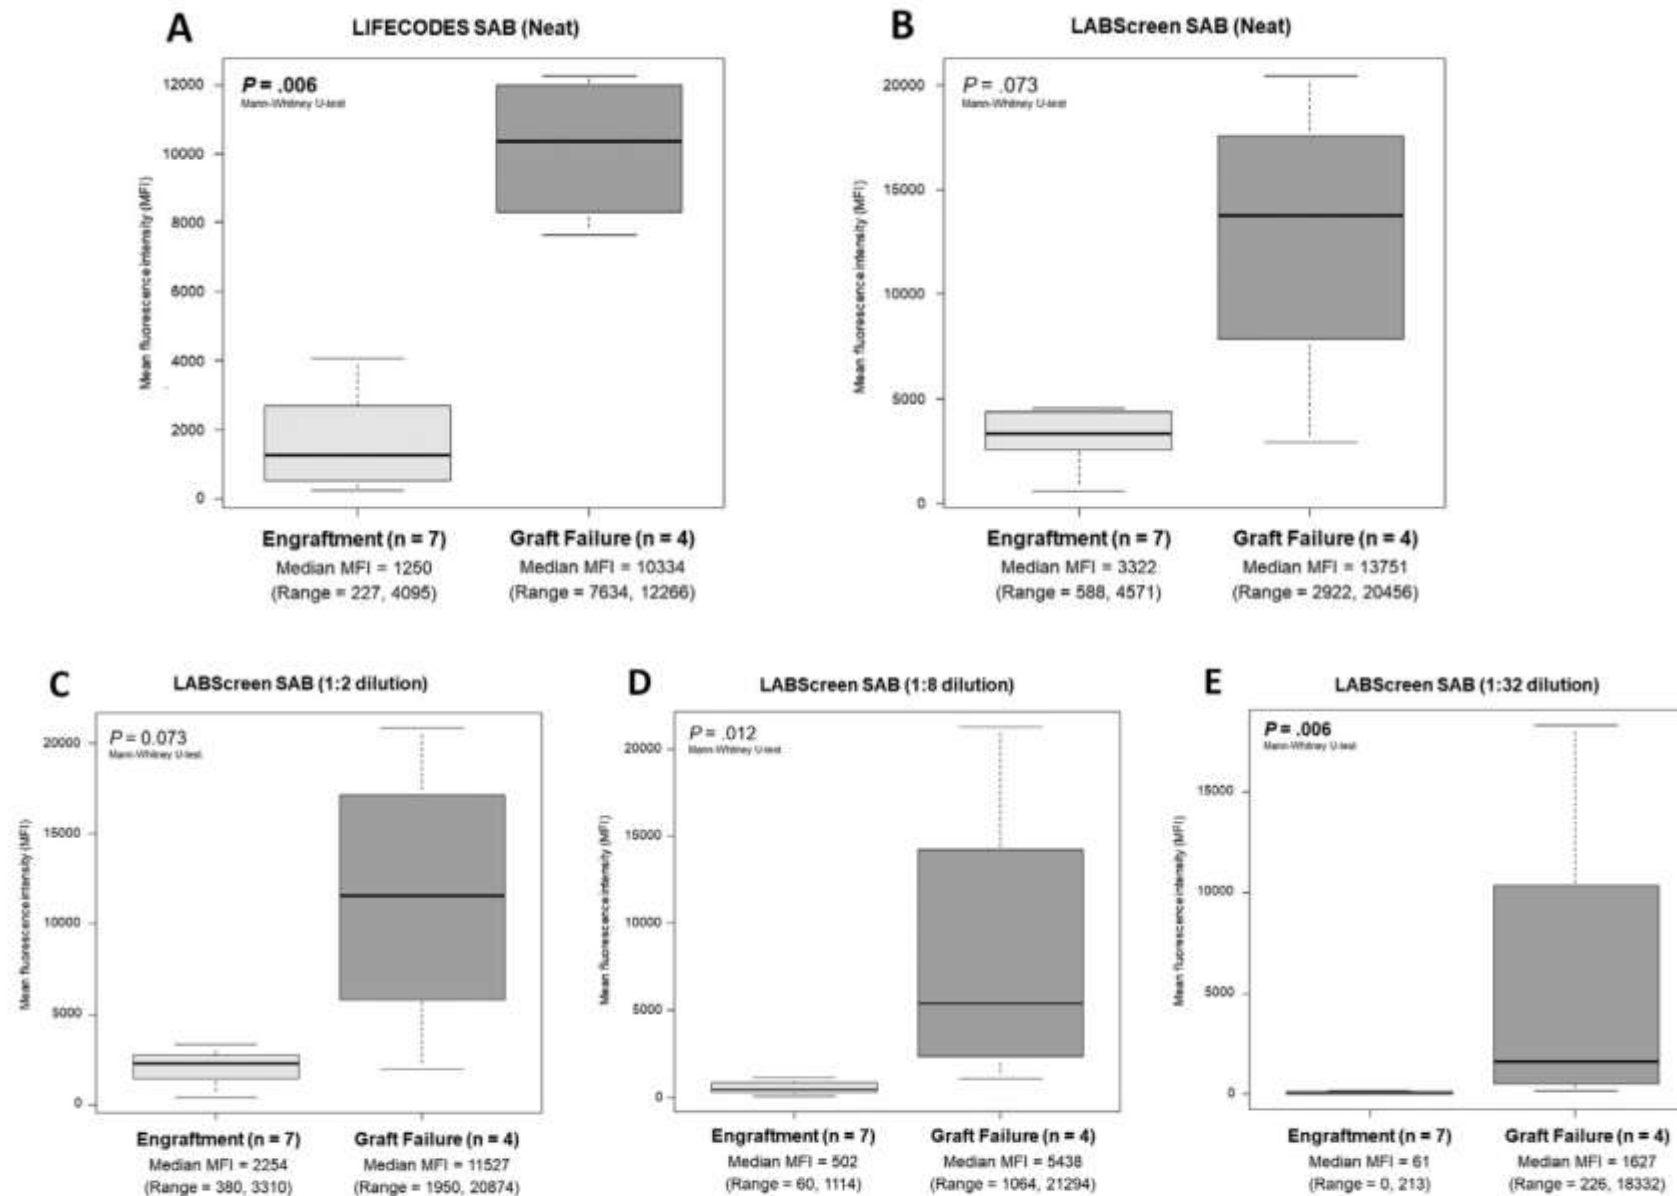 A
LIFECODES SAB (Neat)
P = .006
Mann-Whitney U-test
Mean fluorescence intensity (MFI)
12000
10000
8000
6000
4000
2000
0
Engraftment (n = 7)
Median MFI = 1250
(Range = 227, 4095)
Graft Failure (n = 4)
Median MFI = 10334
(Range = 7634, 12266)
B
LABScreen SAB (Neat)
P = .073
Mann-Whitney U-test
Mean fluorescence intensity (MFI)
20000
15000
10000
5000
0
Engraftment (n = 7)
Median MFI = 3322
(Range = 588, 4571)
Graft Failure (n = 4)
Median MFI = 13751
(Range = 2922, 20456)
C
LABScreen SAB (1:2 dilution)
P = 0.073
Mann-Whitney U-test
Mean fluorescence intensity (MFI)
20000
15000
10000
5000
0
Engraftment (n = 7)
Median MFI = 2254
(Range = 380, 3310)
Graft Failure (n = 4)
Median MFI = 11527
(Range = 1950, 20874)
D
LABScreen SAB (1:8 dilution)
P = .012
Mann-Whitney U-test
Mean fluorescence intensity (MFI)
20000
15000
10000
5000
0
Engraftment (n = 7)
Median MFI = 502
(Range = 60, 1114)
Graft Failure (n = 4)
Median MFI = 5438
(Range = 1064, 21294)
E
LABScreen SAB (1:32 dilution)
P = .006
Mann-Whitney U-test
Mean fluorescence intensity (MFI)
15000
10000
5000
0
Engraftment (n = 7)
Median MFI = 61
(Range = 0, 213)
Graft Failure (n = 4)
Median MFI = 1627
(Range = 226, 18332)